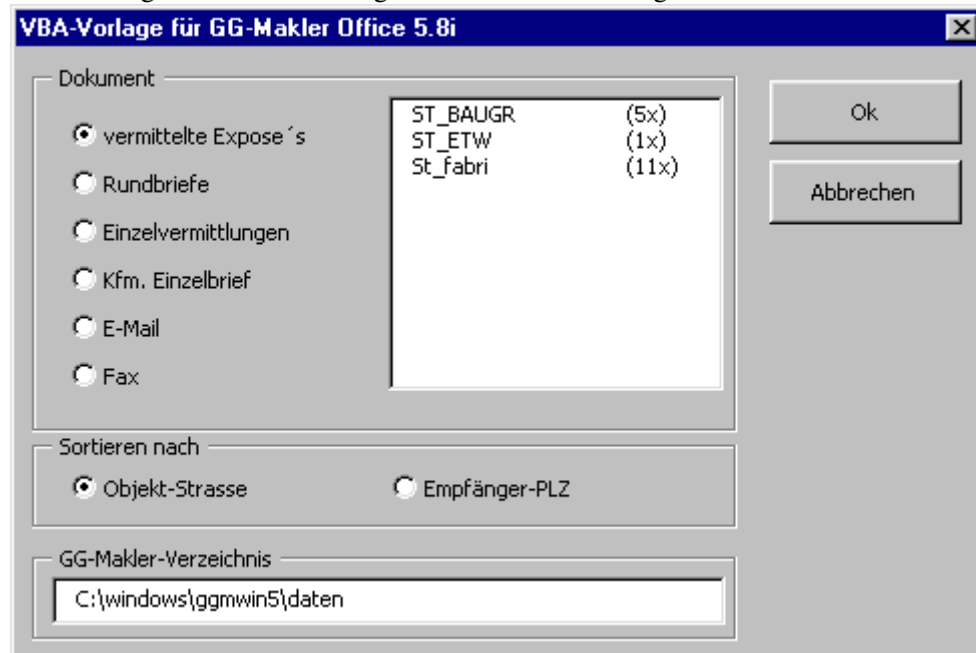 VBA-Vorlage für GG-Makler Office 5.8i
Dokument
vermittelte Expose´s
Rundbriefe
Einzelvermittlungen
Kfm. Einzelbrief
E-Mail
Fax
ST_BAUGR (5x)
ST_ETW (1x)
St_fabri (11x)
Ok
Abbrechen
Sortieren nach
Objekt-Strasse
Empfänger-PLZ
GG-Makler-Verzeichnis
C:\windows\ggmwin5\daten